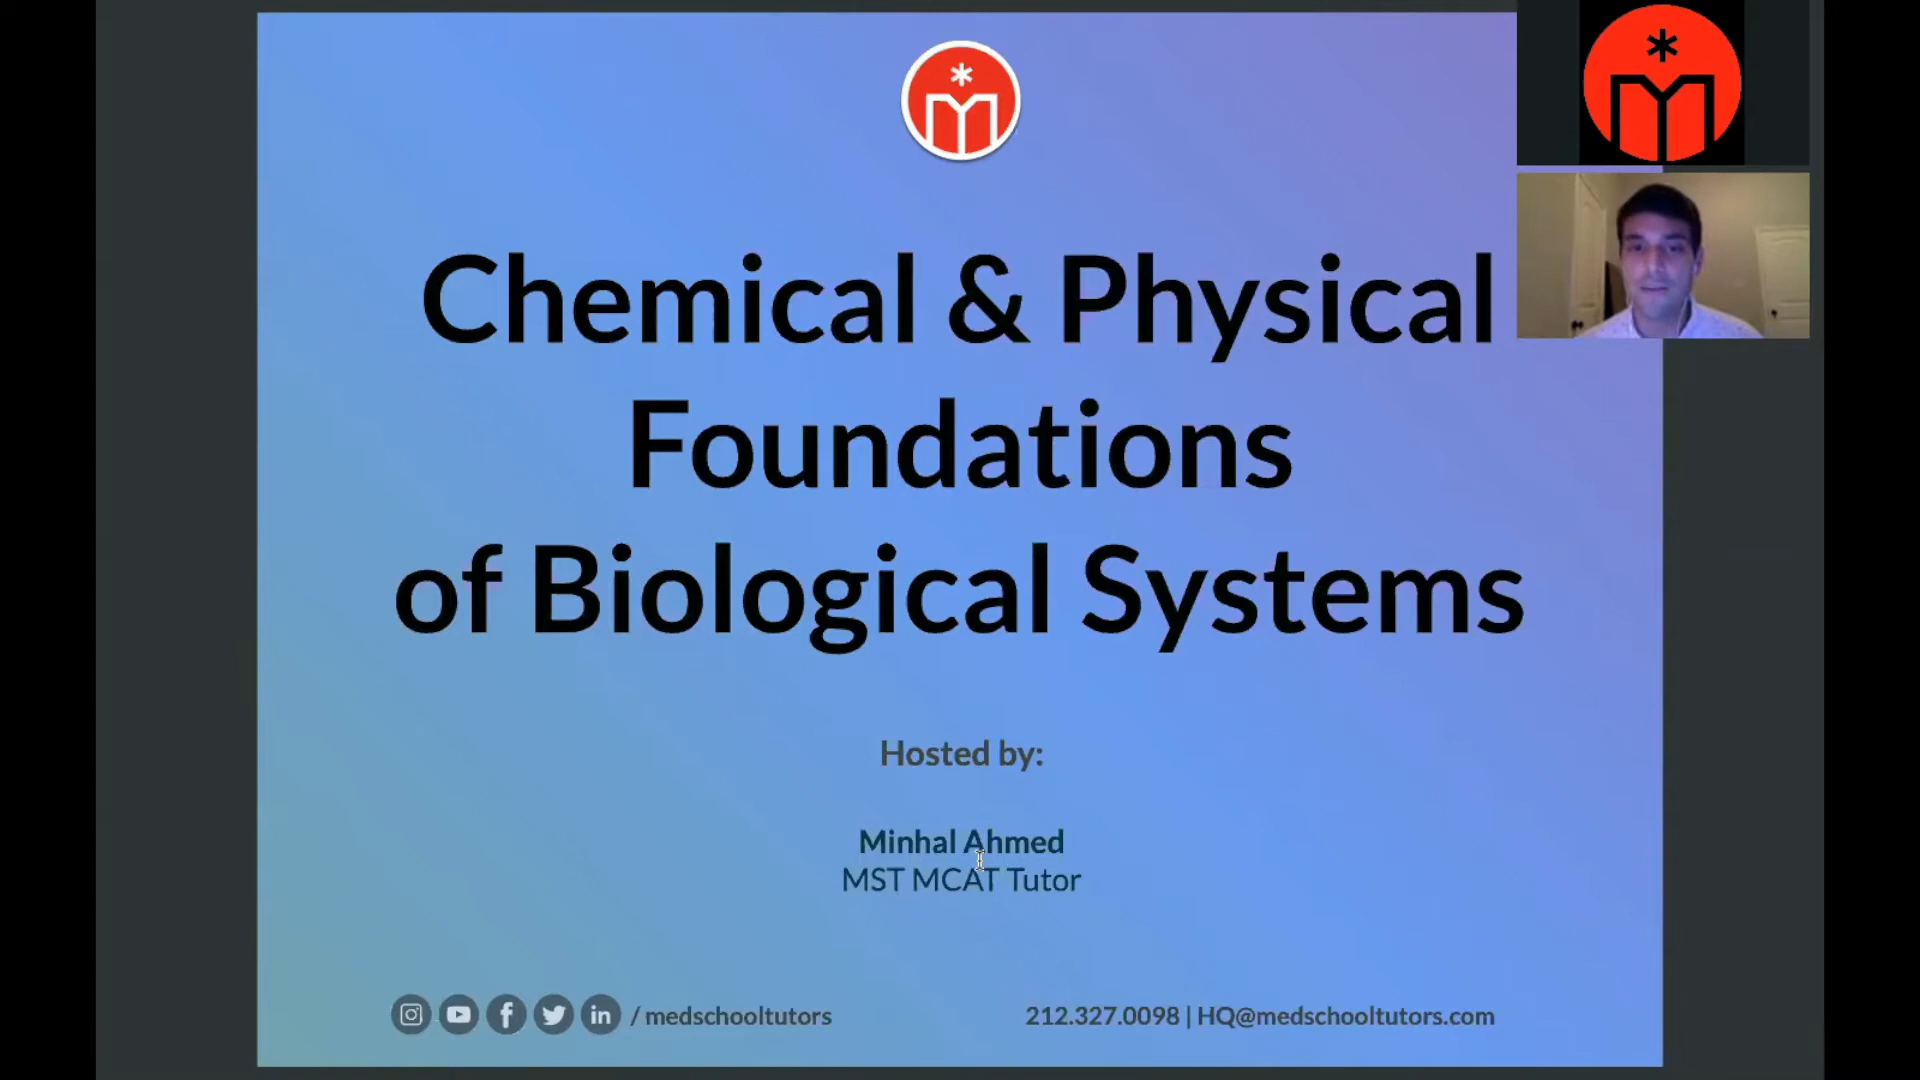 Chemical & Physical
Foundations
of Biological Systems
Hosted by:
Minhal Ahmed
MST MCAT Tutor
/ medschooltutors
212.327.0098 | HQ@medschooltutors.com